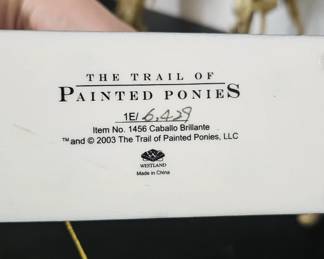 THE TRAIL OF
PAINTED PONIES
1E/ 6,429
Item No. 1456 Caballo Brillante
™ and © 2003 The Trail of Painted Ponies, LLC
WESTLAND
Made in China